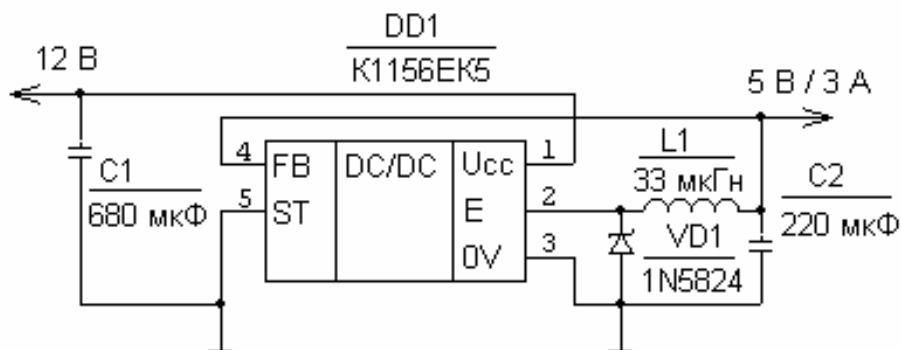 DD1
К1156ЕК5
12 В
5 В / 3 А
4 FB DC/DC Ucc 1
5 ST E 2
0V 3
C1
680 мкФ
L1
33 мкГн
VD1
1N5824
C2
220 мкФ